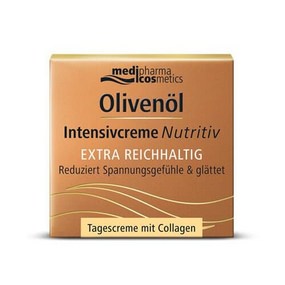 medipharma
cosmetics
Olivenöl
Intensivcreme Nutritiv
EXTRA REICHHALTIG
Reduziert Spannungsgefühle & glättet
Tagescreme mit Collagen